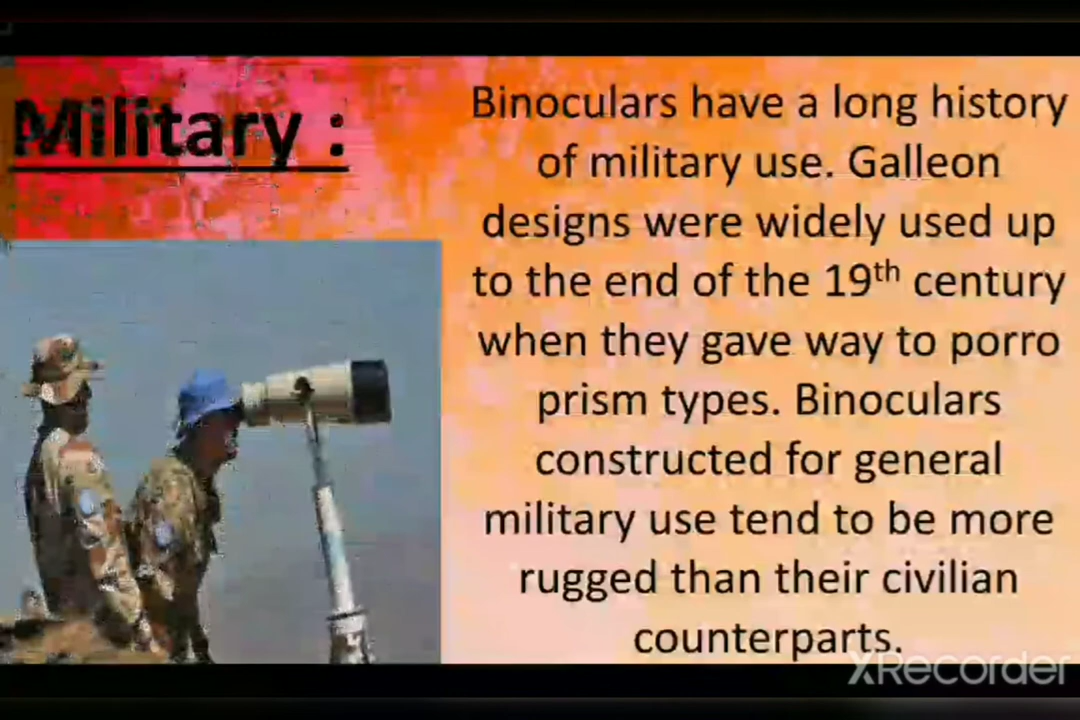 Military :
Binoculars have a long history
of military use. Galleon
designs were widely used up
to the end of the 19th century
when they gave way to porro
prism types. Binoculars
constructed for general
military use tend to be more
rugged than their civilian
counterparts.
XRecorder